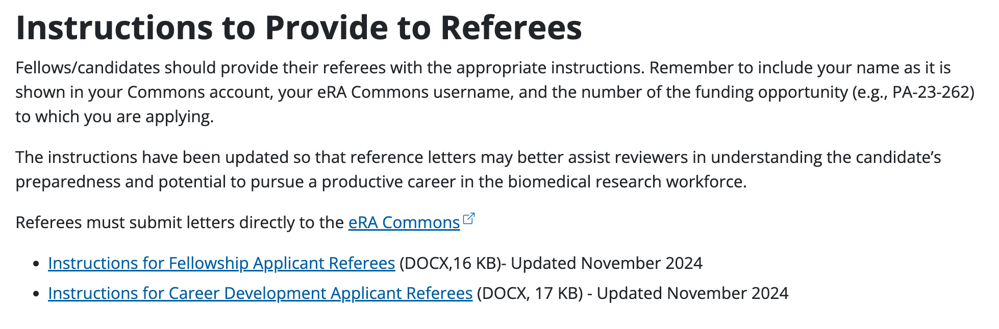 Instructions to Provide to Referees
Fellows/candidates should provide their referees with the appropriate instructions. Remember to include your name as it is
shown in your Commons account, your eRA Commons username, and the number of the funding opportunity (e.g., PA-23-262)
to which you are applying.
The instructions have been updated so that reference letters may better assist reviewers in understanding the candidate’s
preparedness and potential to pursue a productive career in the biomedical research workforce.
Referees must submit letters directly to the eRA Commons
• Instructions for Fellowship Applicant Referees (DOCX,16 KB)- Updated November 2024
• Instructions for Career Development Applicant Referees (DOCX, 17 KB) - Updated November 2024